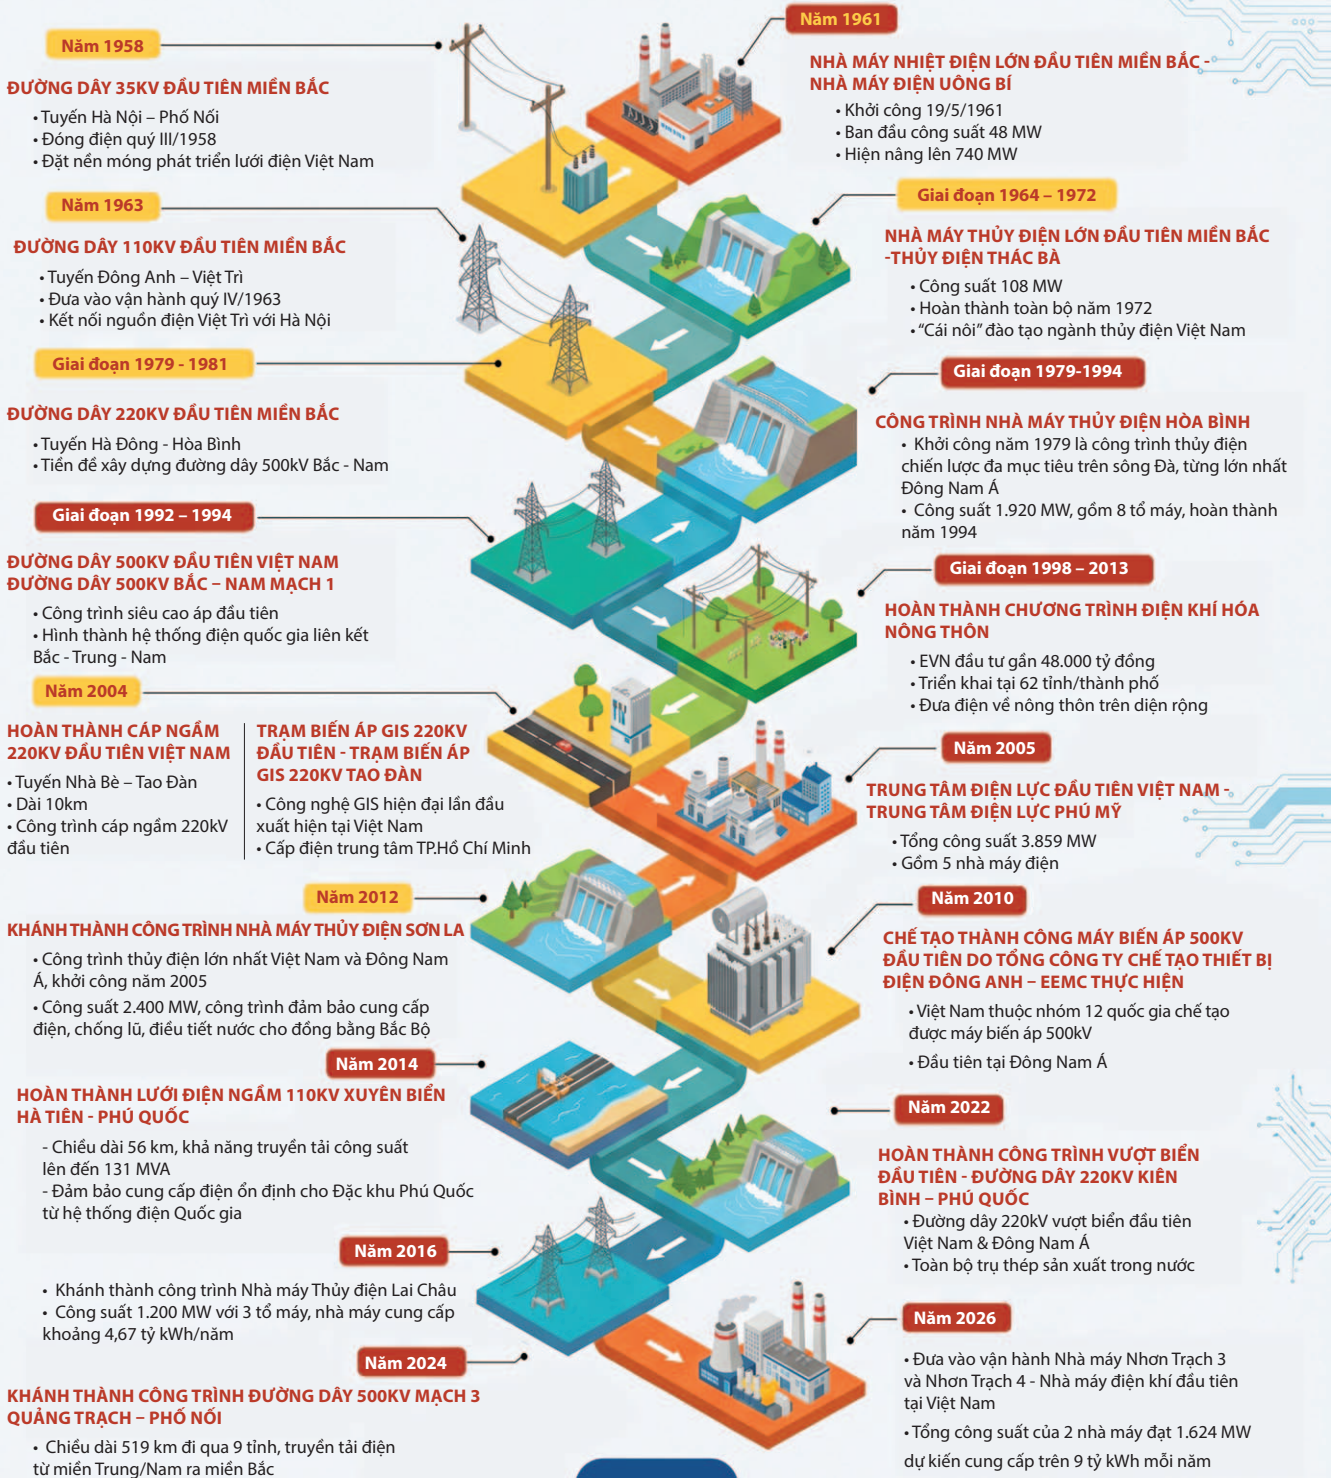 Năm 1958
ĐƯỜNG DÂY 35KV ĐẦU TIÊN MIỀN BẮC
• Tuyến Hà Nội – Phố Nối
• Đóng điện quý III/1958
• Đặt nền móng phát triển lưới điện Việt Nam
Năm 1961
NHÀ MÁY NHIỆT ĐIỆN LỚN ĐẦU TIÊN MIỀN BẮC -
NHÀ MÁY ĐIỆN UÔNG BÍ
• Khởi công 19/5/1961
• Ban đầu công suất 48 MW
• Hiện nâng lên 740 MW
Năm 1963
ĐƯỜNG DÂY 110KV ĐẦU TIÊN MIỀN BẮC
• Tuyến Đông Anh – Việt Trì
• Đưa vào vận hành quý IV/1963
• Kết nối nguồn điện Việt Trì với Hà Nội
Giai đoạn 1964 – 1972
NHÀ MÁY THỦY ĐIỆN LỚN ĐẦU TIÊN MIỀN BẮC
-THỦY ĐIỆN THÁC BÀ
• Công suất 108 MW
• Hoàn thành toàn bộ năm 1972
• “Cái nôi” đào tạo ngành thủy điện Việt Nam
Giai đoạn 1979 - 1981
ĐƯỜNG DÂY 220KV ĐẦU TIÊN MIỀN BẮC
• Tuyến Hà Đông - Hòa Bình
• Tiền đề xây dựng đường dây 500kV Bắc - Nam
Giai đoạn 1979-1994
CÔNG TRÌNH NHÀ MÁY THỦY ĐIỆN HÒA BÌNH
• Khởi công năm 1979 là công trình thủy điện
chiến lược đa mục tiêu trên sông Đà, từng lớn nhất
Đông Nam Á
• Công suất 1.920 MW, gồm 8 tổ máy, hoàn thành
năm 1994
Giai đoạn 1992 – 1994
ĐƯỜNG DÂY 500KV ĐẦU TIÊN VIỆT NAM
ĐƯỜNG DÂY 500KV BẮC – NAM MẠCH 1
• Công trình siêu cao áp đầu tiên
• Hình thành hệ thống điện quốc gia liên kết
Bắc - Trung - Nam
Giai đoạn 1998 – 2013
HOÀN THÀNH CHƯƠNG TRÌNH ĐIỆN KHÍ HÓA
NÔNG THÔN
• EVN đầu tư gần 48.000 tỷ đồng
• Triển khai tại 62 tỉnh/thành phố
• Đưa điện về nông thôn trên diện rộng
Năm 2004
HOÀN THÀNH CÁP NGẦM
220KV ĐẦU TIÊN VIỆT NAM
• Tuyến Nhà Bè – Tao Đàn
• Dài 10km
• Công trình cáp ngầm 220kV
đầu tiên
TRẠM BIẾN ÁP GIS 220KV
ĐẦU TIÊN - TRẠM BIẾN ÁP
GIS 220KV TAO ĐÀN
• Công nghệ GIS hiện đại lần đầu
xuất hiện tại Việt Nam
• Cấp điện trung tâm TP.Hồ Chí Minh
Năm 2005
TRUNG TÂM ĐIỆN LỰC ĐẦU TIÊN VIỆT NAM -
TRUNG TÂM ĐIỆN LỰC PHÚ MỸ
• Tổng công suất 3.859 MW
• Gồm 5 nhà máy điện
Năm 2012
KHÁNH THÀNH CÔNG TRÌNH NHÀ MÁY THỦY ĐIỆN SƠN LA
• Công trình thủy điện lớn nhất Việt Nam và Đông Nam
Á, khởi công năm 2005
• Công suất 2.400 MW, công trình đảm bảo cung cấp
điện, chống lũ, điều tiết nước cho đồng bằng Bắc Bộ
Năm 2010
CHẾ TẠO THÀNH CÔNG MÁY BIẾN ÁP 500KV
ĐẦU TIÊN DO TỔNG CÔNG TY CHẾ TẠO THIẾT BỊ
ĐIỆN ĐÔNG ANH – EEMC THỰC HIỆN
• Việt Nam thuộc nhóm 12 quốc gia chế tạo
được máy biến áp 500kV
• Đầu tiên tại Đông Nam Á
Năm 2014
HOÀN THÀNH LƯỚI ĐIỆN NGẦM 110KV XUYÊN BIỂN
HÀ TIÊN - PHÚ QUỐC
- Chiều dài 56 km, khả năng truyền tải công suất
lên đến 131 MVA
- Đảm bảo cung cấp điện ổn định cho Đặc khu Phú Quốc
từ hệ thống điện Quốc gia
Năm 2022
HOÀN THÀNH CÔNG TRÌNH VƯỢT BIỂN
ĐẦU TIÊN - ĐƯỜNG DÂY 220KV KIÊN
BÌNH – PHÚ QUỐC
• Đường dây 220kV vượt biển đầu tiên
Việt Nam & Đông Nam Á
• Toàn bộ trụ thép sản xuất trong nước
Năm 2016
• Khánh thành công trình Nhà máy Thủy điện Lai Châu
• Công suất 1.200 MW với 3 tổ máy, nhà máy cung cấp
khoảng 4,67 tỷ kWh/năm
Năm 2024
KHÁNH THÀNH CÔNG TRÌNH ĐƯỜNG DÂY 500KV MẠCH 3
QUẢNG TRẠCH – PHỐ NỐI
• Chiều dài 519 km đi qua 9 tỉnh, truyền tải điện
từ miền Trung/Nam ra miền Bắc
Năm 2026
• Đưa vào vận hành Nhà máy Nhơn Trạch 3
và Nhơn Trạch 4 - Nhà máy điện khí đầu tiên
tại Việt Nam
• Tổng công suất của 2 nhà máy đạt 1.624 MW
dự kiến cung cấp trên 9 tỷ kWh mỗi năm